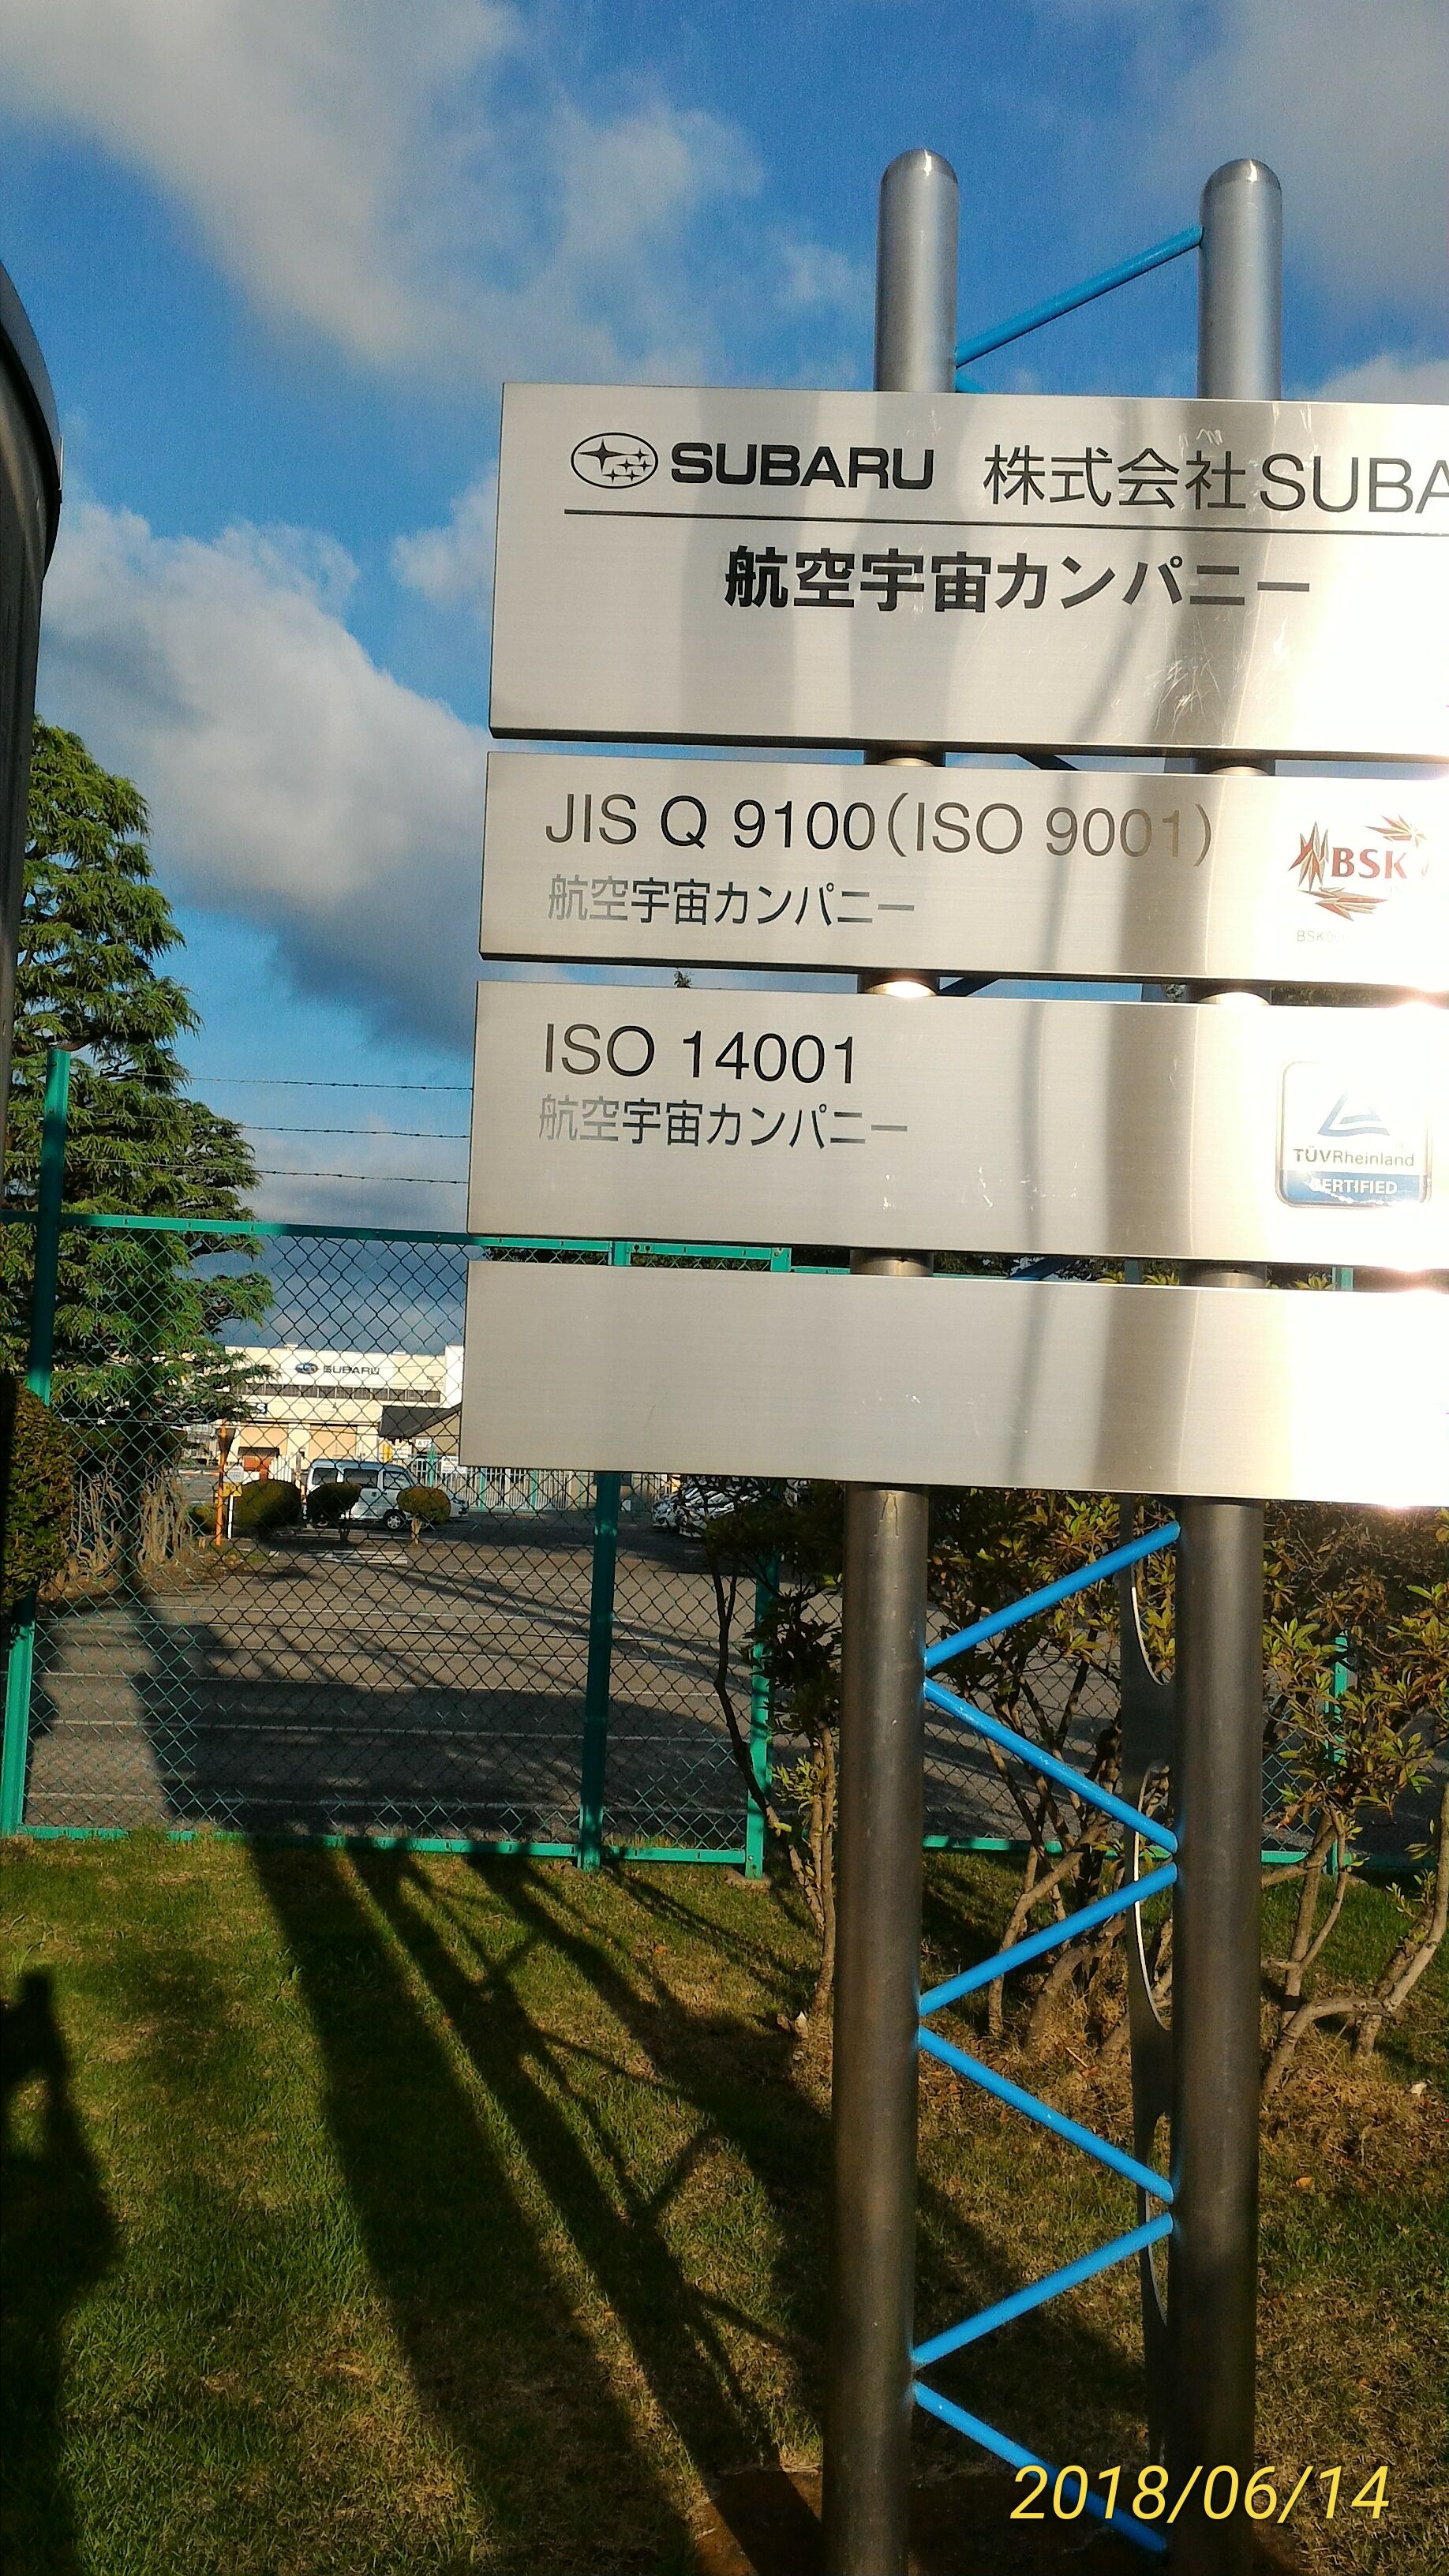 SUBARU 株式会社SUBA
航空宇宙カンパニー
JIS Q 9100(ISO 9001)
航空宇宙カンパニー
BSK
ISO 14001
航空宇宙カンパニー
TÜVRheinland
CERTIFIED
SUBARU
2018/06/14